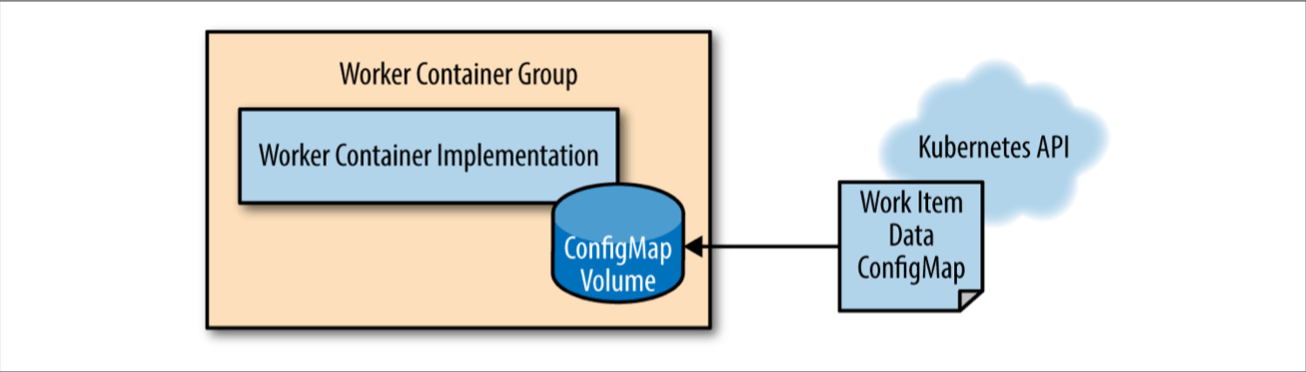 Worker Container Group
Worker Container Implementation
ConfigMap
Volume
Kubernetes API
Work Item
Data
ConfigMap